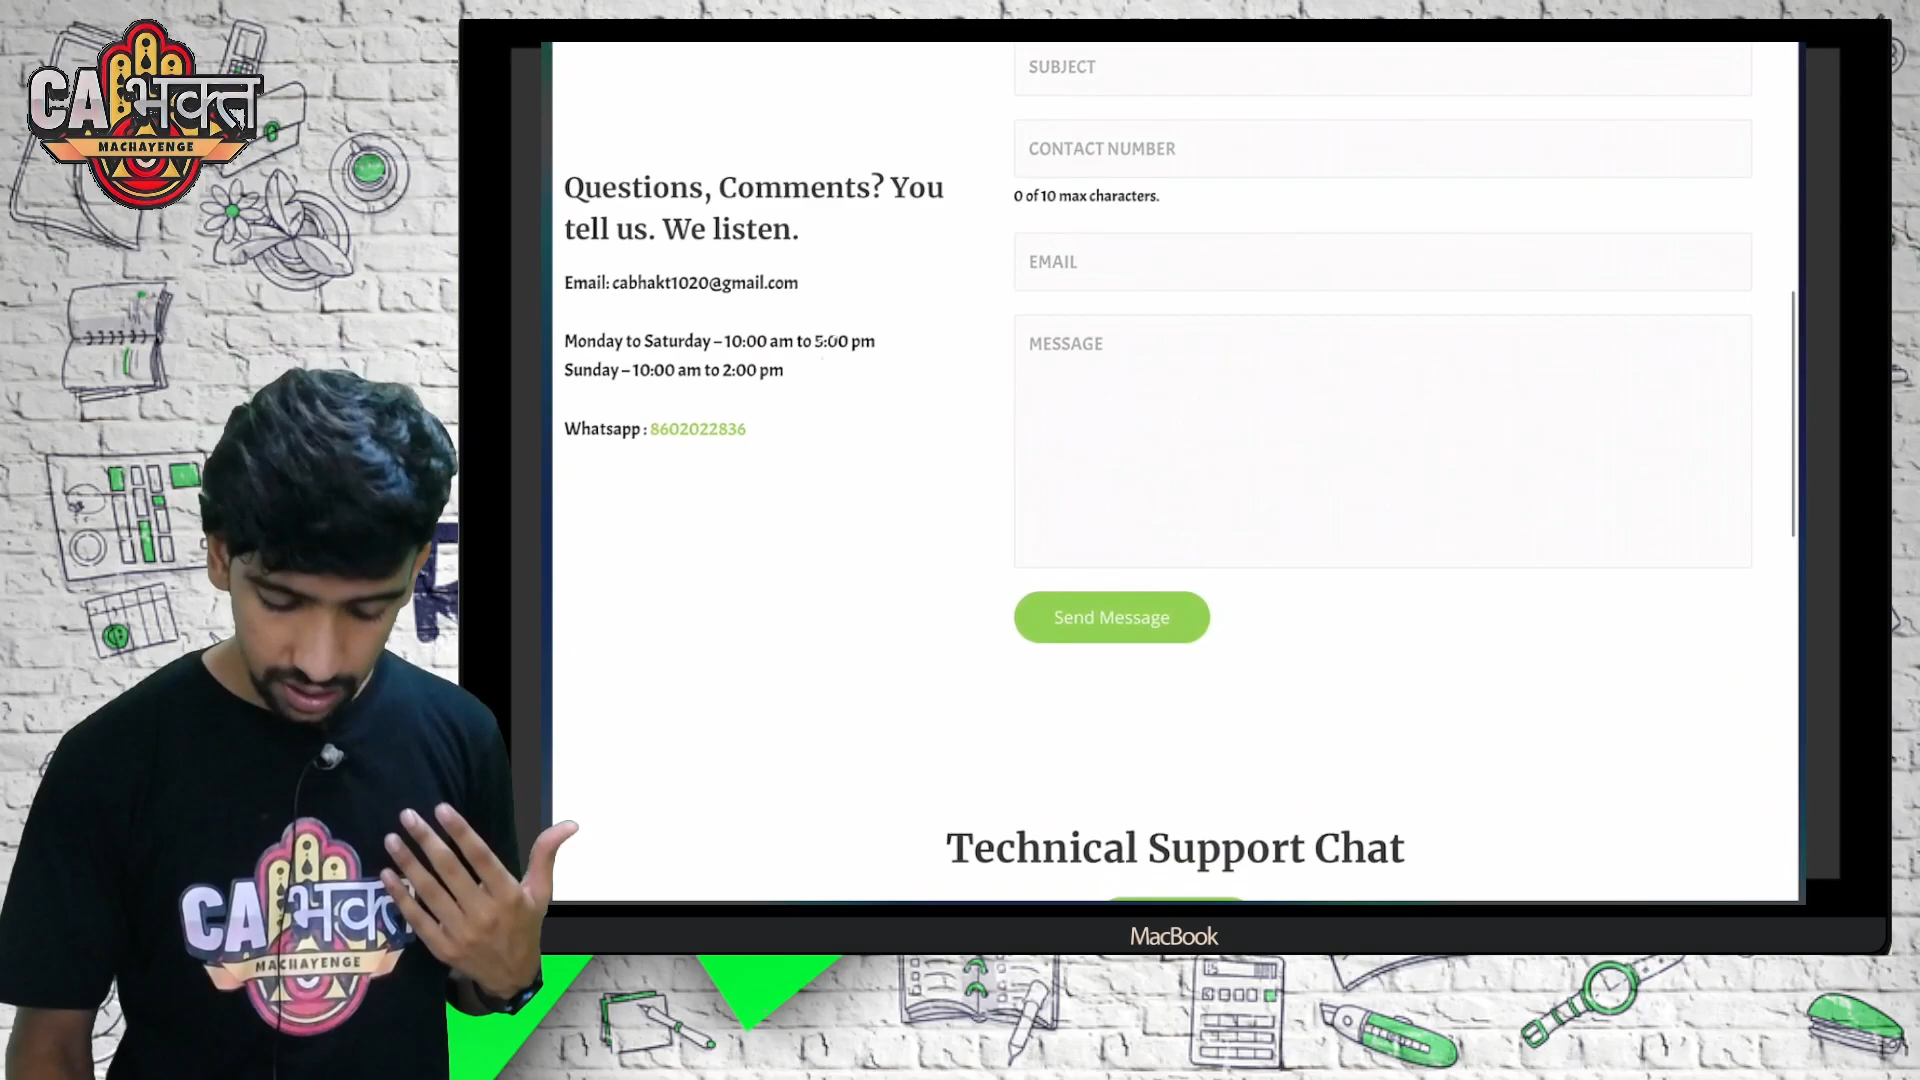 CA भक्त
MACHAYENGE
SUBJECT
CONTACT NUMBER
0 of 10 max characters.
Questions, Comments? You
tell us. We listen.
EMAIL
Email: cabhakt1020@gmail.com
Monday to Saturday – 10:00 am to 5:00 pm
Sunday – 10:00 am to 2:00 pm
MESSAGE
Whatsapp : 8602022836
Send Message
Technical Support Chat
CA भक्त
MACHAYENGE
MacBook